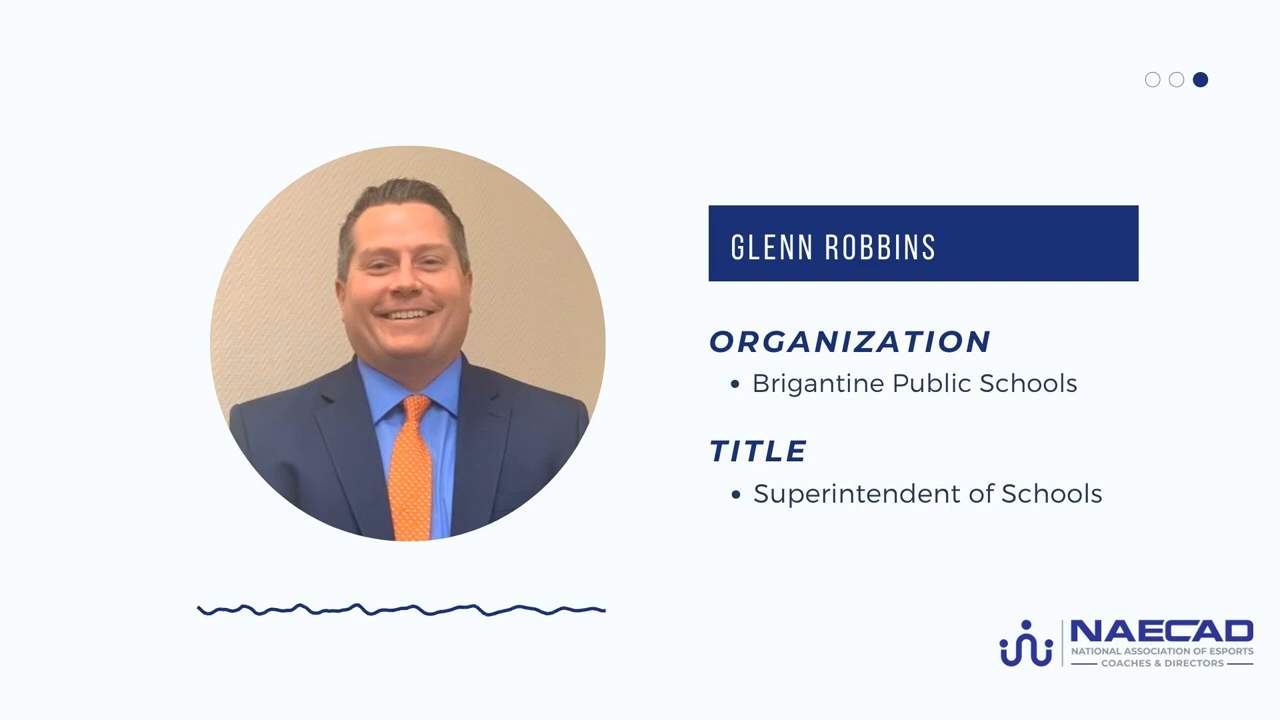 GLENN ROBBINS
ORGANIZATION
• Brigantine Public Schools
TITLE
• Superintendent of Schools
NAECAD
NATIONAL ASSOCIATION OF ESPORTS
COACHES & DIRECTORS